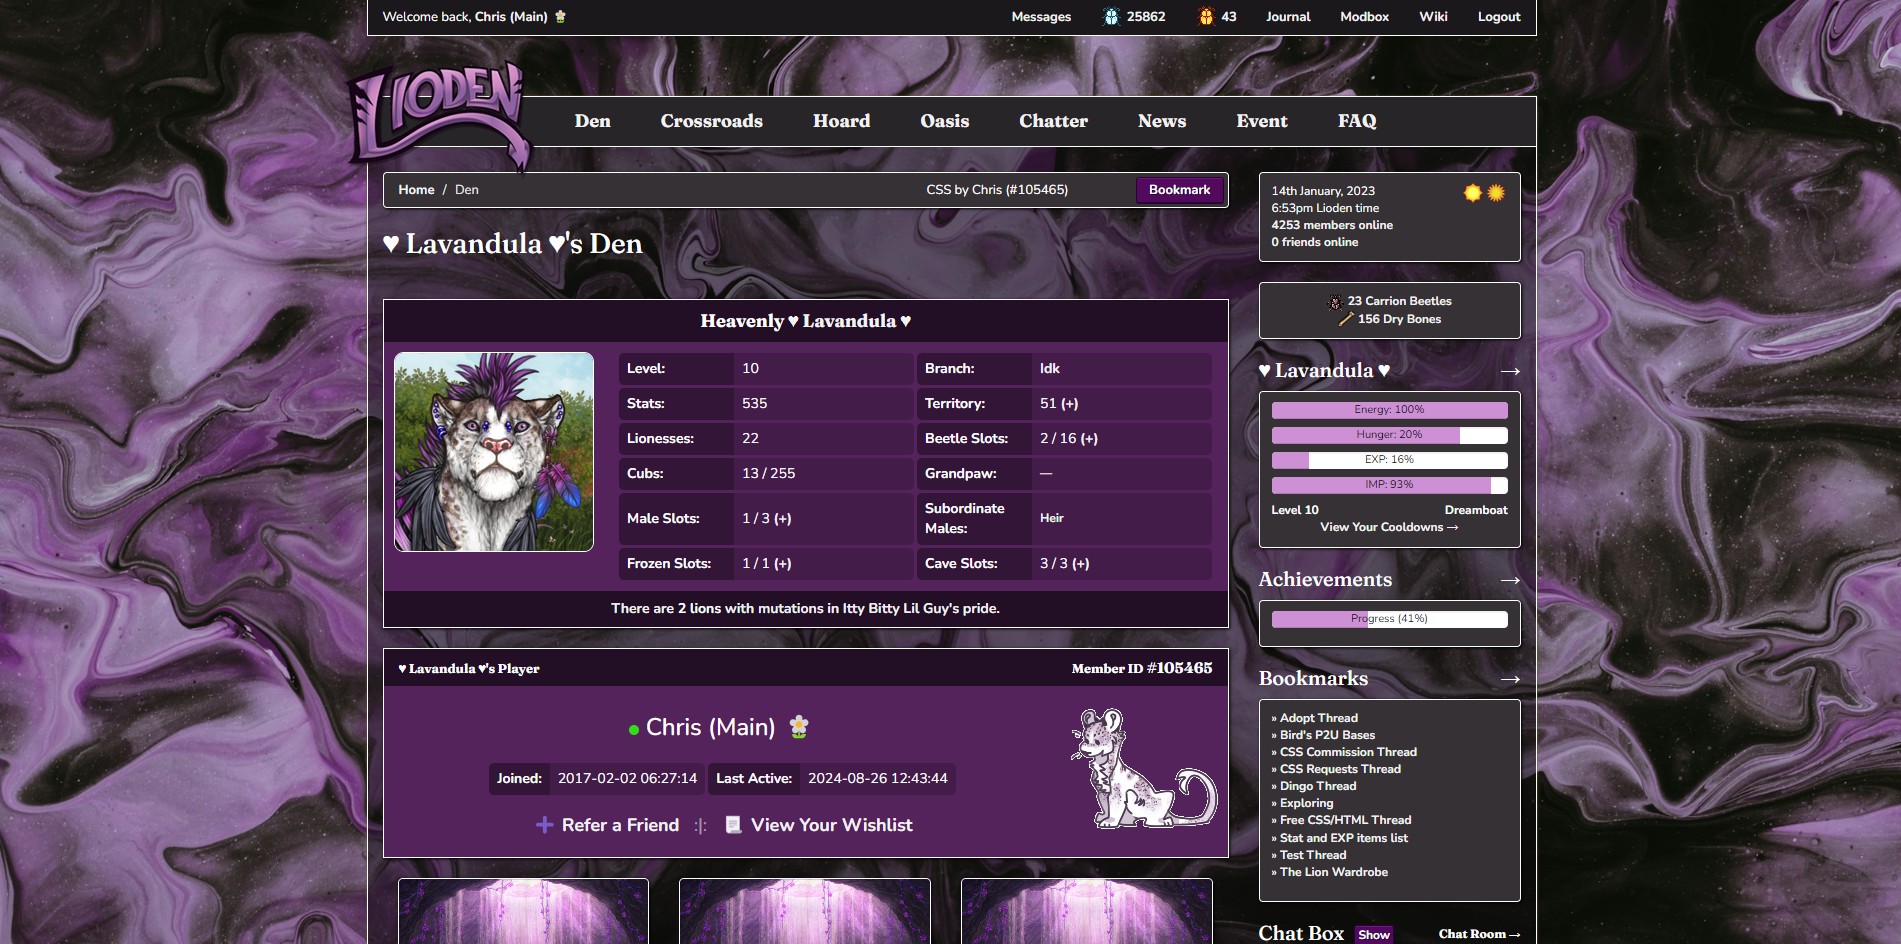 Welcome back, Chris (Main)
Messages 25862 43 Journal Modbox Wiki Logout
LIODEN
Den Crossroads Hoard Oasis Chatter News Event FAQ
Home / Den CSS by Chris (#105465) Bookmark
♥ Lavandula ♥'s Den
Heavenly ♥ Lavandula ♥
Level: 10 Branch: Idk
Stats: 535 Territory: 51 (+)
Lionesses: 22 Beetle Slots: 2 / 16 (+)
Cubs: 13 / 255 Grandpaw: —
Male Slots: 1 / 3 (+) Subordinate Males: Heir
Frozen Slots: 1 / 1 (+) Cave Slots: 3 / 3 (+)
There are 2 lions with mutations in Itty Bitty Lil Guy's pride.
♥ Lavandula ♥'s Player Member ID #105465
Chris (Main)
Joined: 2017-02-02 06:27:14 Last Active: 2024-08-26 12:43:44
Refer a Friend :|: View Your Wishlist
14th January, 2023
6:53pm Lioden time
4253 members online
0 friends online
23 Carrion Beetles
156 Dry Bones
♥ Lavandula ♥ →
Energy: 100%
Hunger: 20%
EXP: 16%
IMP: 93%
Level 10 Dreamboat
View Your Cooldowns →
Achievements →
Progress (41%)
Bookmarks →
» Adopt Thread
» Bird's P2U Bases
» CSS Commission Thread
» CSS Requests Thread
» Dingo Thread
» Exploring
» Free CSS/HTML Thread
» Stat and EXP items list
» Test Thread
» The Lion Wardrobe
Chat Box Show Chat Room →